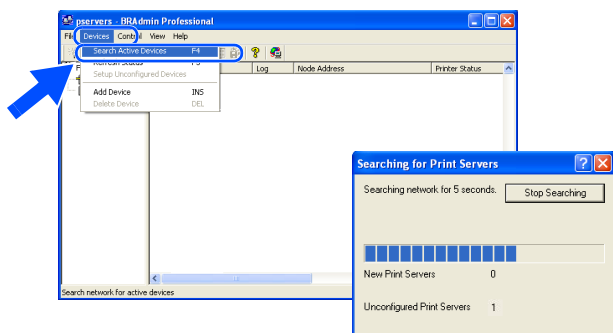 pservers - BRAdmin Professional
Devices Control View Help
Search Active Devices F4
Refresh Status F5
Setup Unconfigured Devices
Add Device INS
Delete Device DEL
Log Node Address Printer Status
Search network for active devices
Searching for Print Servers
Searching network for 5 seconds.
Stop Searching
New Print Servers 0
Unconfigured Print Servers 1